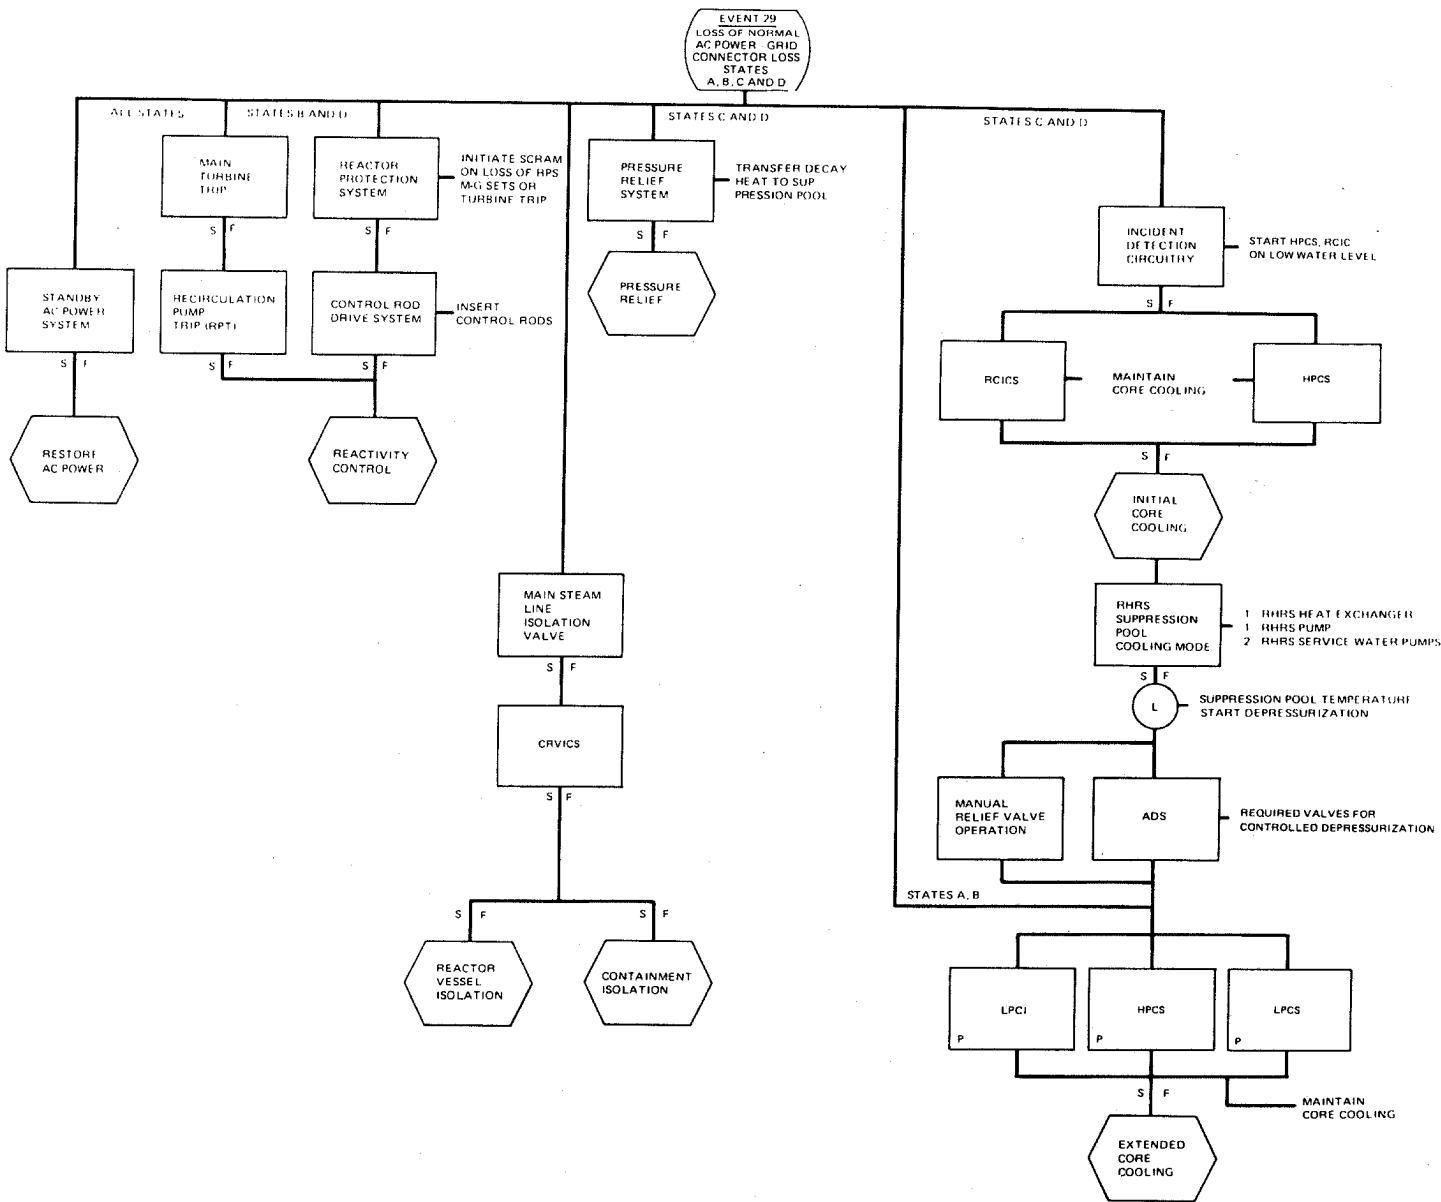 EVENT 29
LOSS OF NORMAL
AC POWER - GRID
CONNECTOR LOSS
STATES
A, B, C AND D
ALL STATES
STATES B AND D
STATES C AND D
STATES C AND D
MAIN
TURBINE
TRIP
REACTOR
PROTECTION
SYSTEM
INITIATE SCRAM
ON LOSS OF RPS
M-G SETS OR
TURBINE TRIP
PRESSURE
RELIEF
SYSTEM
TRANSFER DECAY
HEAT TO SUP
PRESSION POOL
S F
S F
S F
INCIDENT
DETECTION
CIRCUITRY
START HPCS, RCIC
ON LOW WATER LEVEL
STANDBY
AC POWER
SYSTEM
RECIRCULATION
PUMP
TRIP (RPT)
CONTROL ROD
DRIVE SYSTEM
INSERT
CONTROL RODS
PRESSURE
RELIEF
S F
S F
S F
S F
RCICS
MAINTAIN
CORE COOLING
HPCS
RESTORE
AC POWER
REACTIVITY
CONTROL
S F
INITIAL
CORE
COOLING
MAIN STEAM
LINE
ISOLATION
VALVE
RHRS
SUPPRESSION
POOL
COOLING MODE
1 RHRS HEAT EXCHANGER
1 RHRS PUMP
2 RHRS SERVICE WATER PUMPS
S F
S F
L
SUPPRESSION POOL TEMPERATURE
START DEPRESSURIZATION
CRVICS
S F
MANUAL
RELIEF VALVE
OPERATION
ADS
REQUIRED VALVES FOR
CONTROLLED DEPRESSURIZATION
STATES A, B
S F
S F
REACTOR
VESSEL
ISOLATION
CONTAINMENT
ISOLATION
LPCI
P
HPCS
P
LPCS
P
S F
MAINTAIN
CORE COOLING
EXTENDED
CORE
COOLING